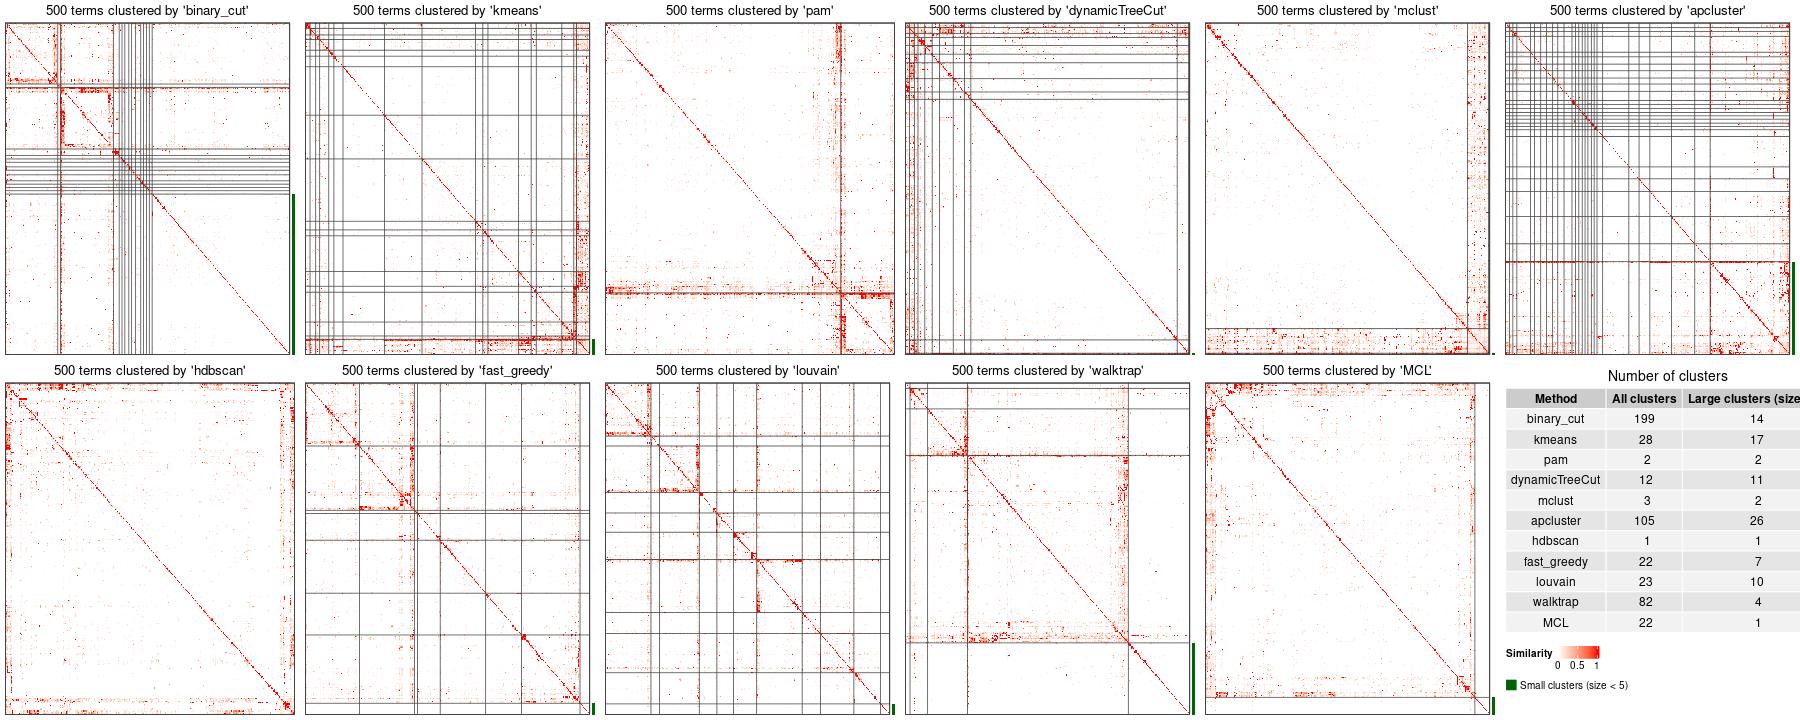 500 terms clustered by 'binary_cut'
500 terms clustered by 'kmeans'
500 terms clustered by 'pam'
500 terms clustered by 'dynamicTreeCut'
500 terms clustered by 'mclust'
500 terms clustered by 'apcluster'
500 terms clustered by 'hdbscan'
500 terms clustered by 'fast_greedy'
500 terms clustered by 'louvain'
500 terms clustered by 'walktrap'
500 terms clustered by 'MCL'
Number of clusters
Method All clusters Large clusters (size
binary_cut 199 14
kmeans 28 17
pam 2 2
dynamicTreeCut 12 11
mclust 3 2
apcluster 105 26
hdbscan 1 1
fast_greedy 22 7
louvain 23 10
walktrap 82 4
MCL 22 1
Similarity
0 0.5 1
Small clusters (size < 5)